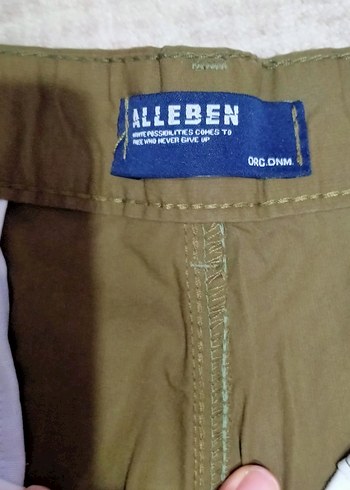 ALLEBEN
POSSIBILITIES COMES TO
WHO NEVER GIVE UP
ORG.DNM.